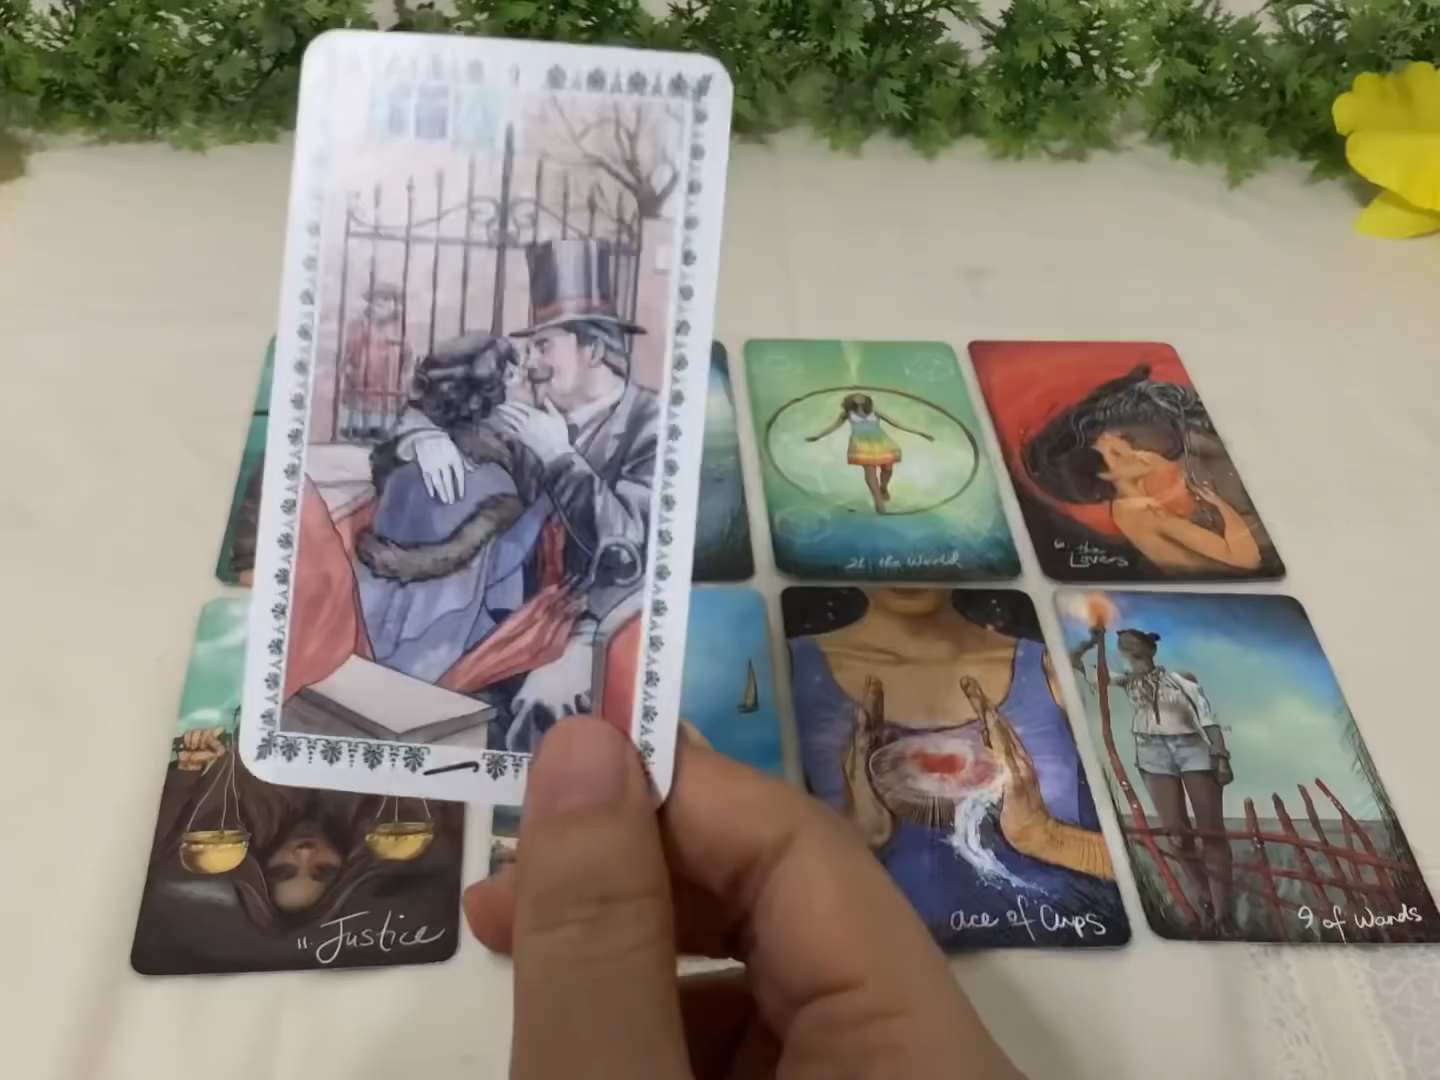 21 the World
6. the
Lovers
11. Justice
ace of Cups
9 of Wands